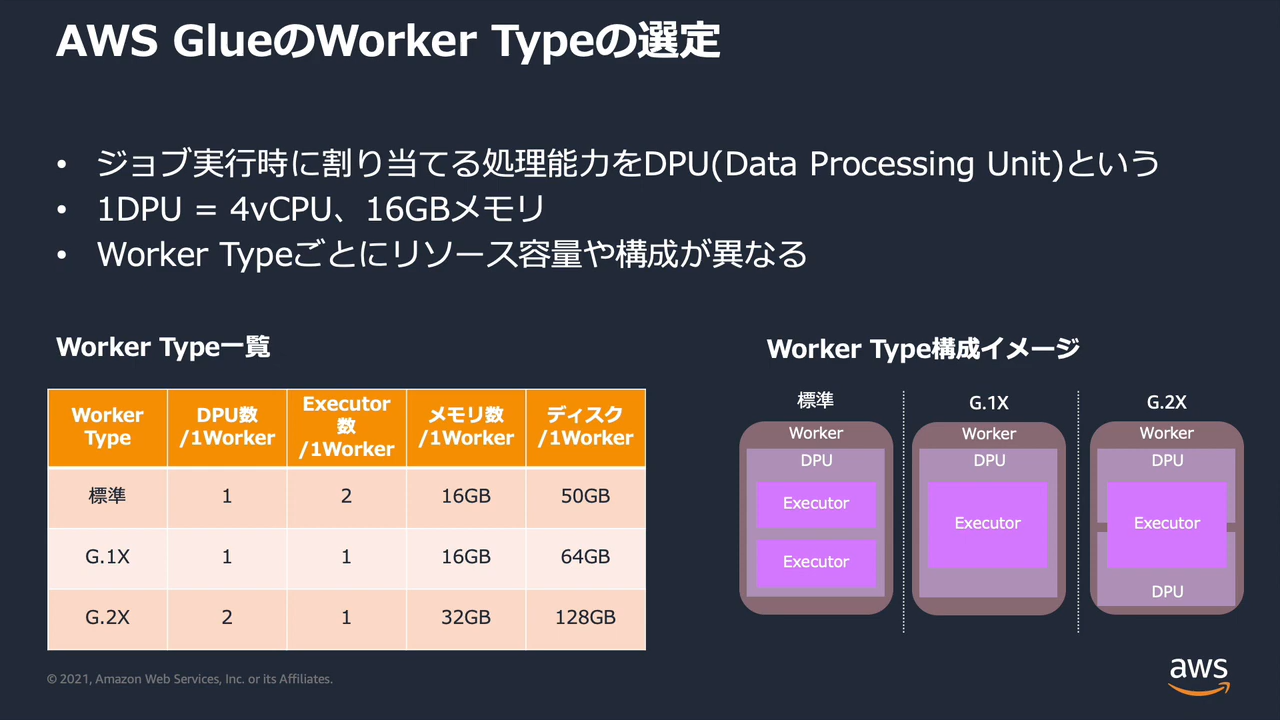 AWS GlueのWorker Typeの選定
• ジョブ実行時に割り当てる処理能力をDPU(Data Processing Unit)という
• 1DPU = 4vCPU、16GBメモリ
• Worker Typeごとにリソース容量や構成が異なる
Worker Type一覧
Worker
Type
DPU数
/1Worker
Executor
数
/1Worker
メモリ数
/1Worker
ディスク
/1Worker
標準 1 2 16GB 50GB
G.1X 1 1 16GB 64GB
G.2X 2 1 32GB 128GB
Worker Type構成イメージ
標準
Worker
DPU
Executor
Executor
G.1X
Worker
DPU
Executor
G.2X
Worker
DPU
Executor
DPU
© 2021, Amazon Web Services, Inc. or its Affiliates.
aws